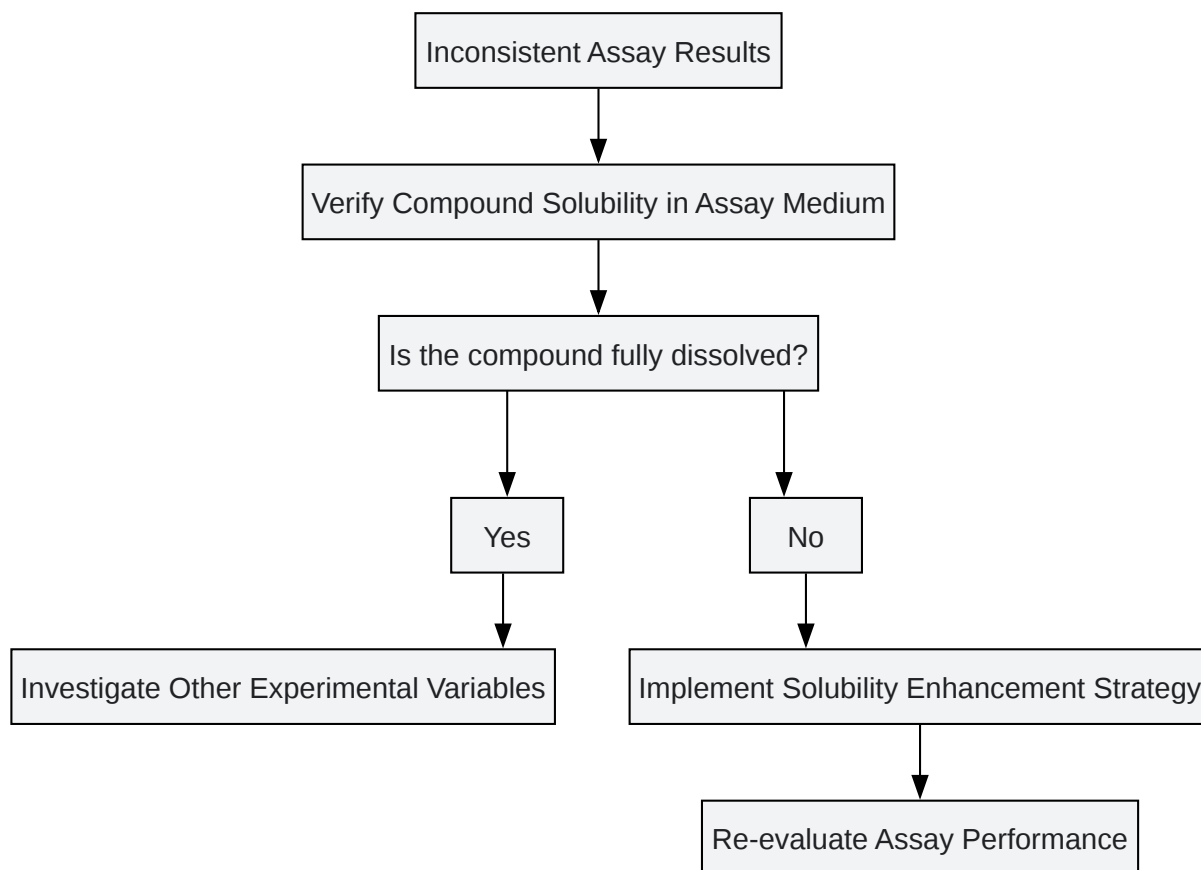 Inconsistent Assay Results
Verify Compound Solubility in Assay Medium
Is the compound fully dissolved?
Yes
No
Investigate Other Experimental Variables
Implement Solubility Enhancement Strategy
Re-evaluate Assay Performance